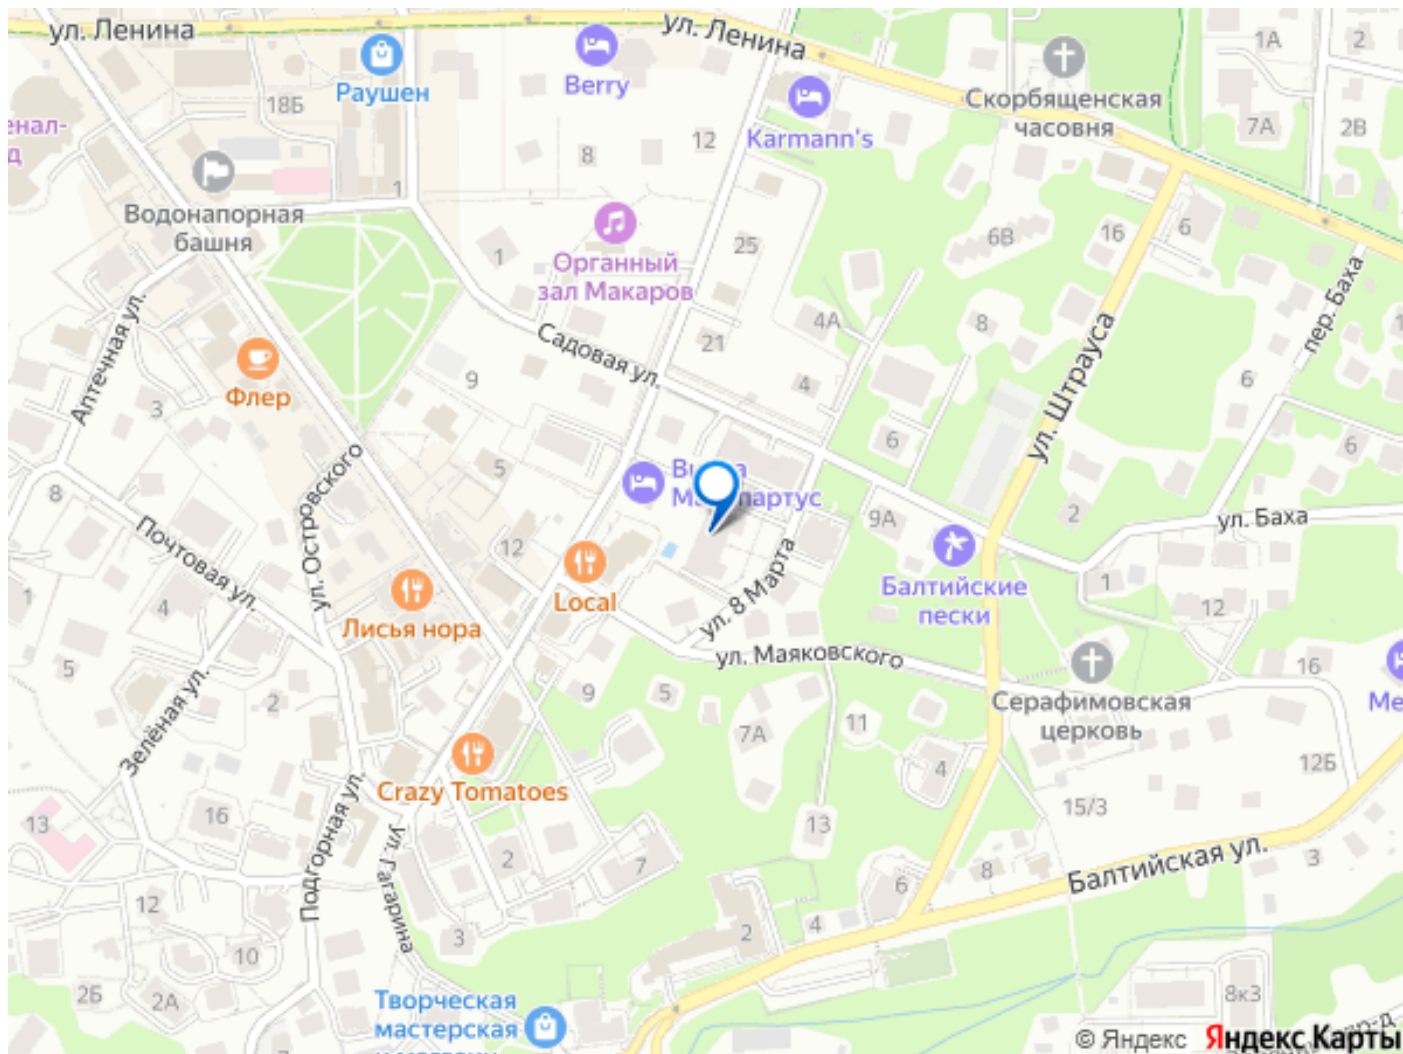 ул. Ленина
ул. Ленина
1А
2
Раушен
Berry
Скорбященская
часовня
18Б
енал-
д
Karmann's
7А
2В
12
8
Водонапорная
башня
1
Органный
зал Макаров
1
25
6В
16
6
пер. Баха
Аптечная ул.
Садовая ул.
21
4А
8
ул. Штрауса
Флер
3
9
4
6
6
6
8
ул. Островского
5
Почтовая ул.
12
9А
2
ул. Баха
Local
ул. 8 Марта
Балтийские
пески
1
12
1
4
Лисья нора
ул. Маяковского
5
Зелёная ул.
2
9
5
7А
11
Серафимовская
церковь
16
Ме
4
12Б
Crazy Tomatoes
13
16
Подгорная ул.
ул. Гагарина
2
7
13
15/3
Балтийская ул.
3
8
6
12
3
2
4
10
2Б
2А
8к3
Творческая
мастерская
7
© Яндекс Яндекс Карты